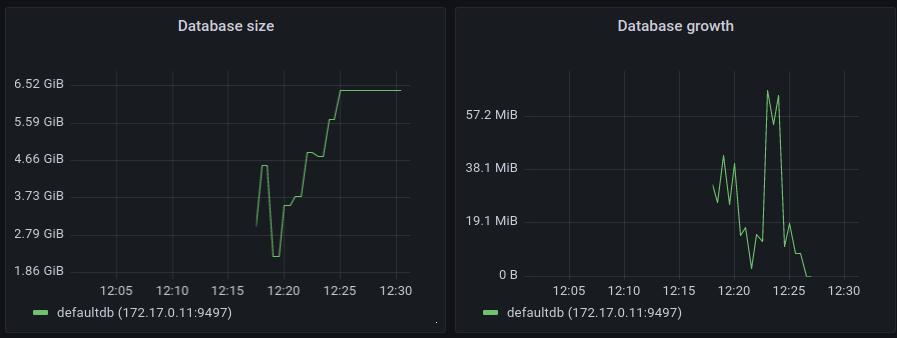 Database size
6.52 GiB
5.59 GiB
4.66 GiB
3.73 GiB
2.79 GiB
1.86 GiB
12:05 12:10 12:15 12:20 12:25 12:30
defaultdb (172.17.0.11:9497)
Database growth
57.2 MiB
38.1 MiB
19.1 MiB
0 B
12:05 12:10 12:15 12:20 12:25 12:30
defaultdb (172.17.0.11:9497)